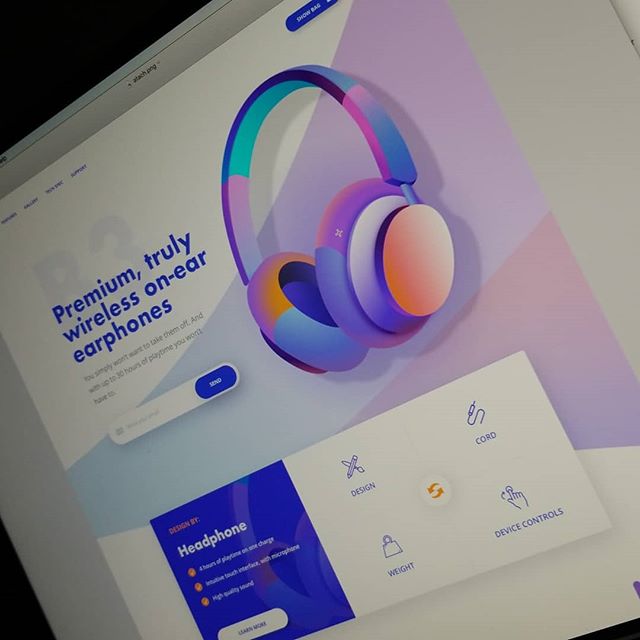 atach.png
SHOW BAG
FEATURES GALLERY TECH SPEC SUPPORT
B3
Premium, truly
wireless on-ear
earphones
You simply won't want to take them off. And
with up to 30 hours of playtime you won't
have to.
SEND
DESIGN BY:
Headphone
4 hours of playtime on one charge
Intuitive touch interface, with microphone
High quality sound
LEARN MORE
DESIGN
CORD
WEIGHT
DEVICE CONTROLS